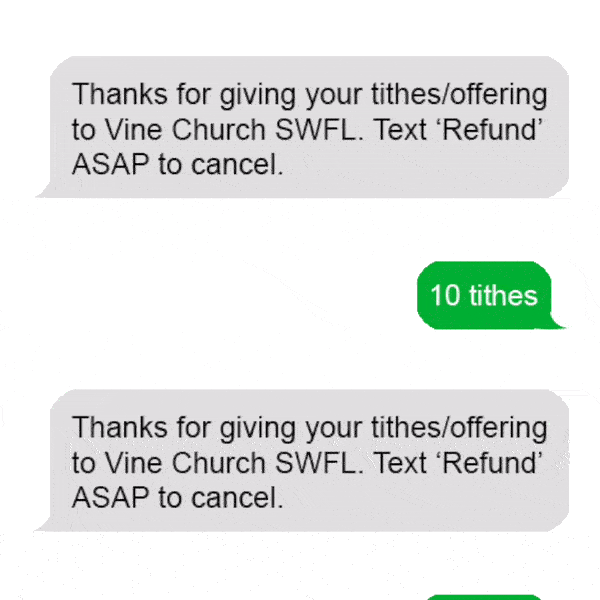 Thanks for giving your tithes/offering
to Vine Church SWFL. Text ‘Refund’
ASAP to cancel.
10 tithes
Thanks for giving your tithes/offering
to Vine Church SWFL. Text ‘Refund’
ASAP to cancel.